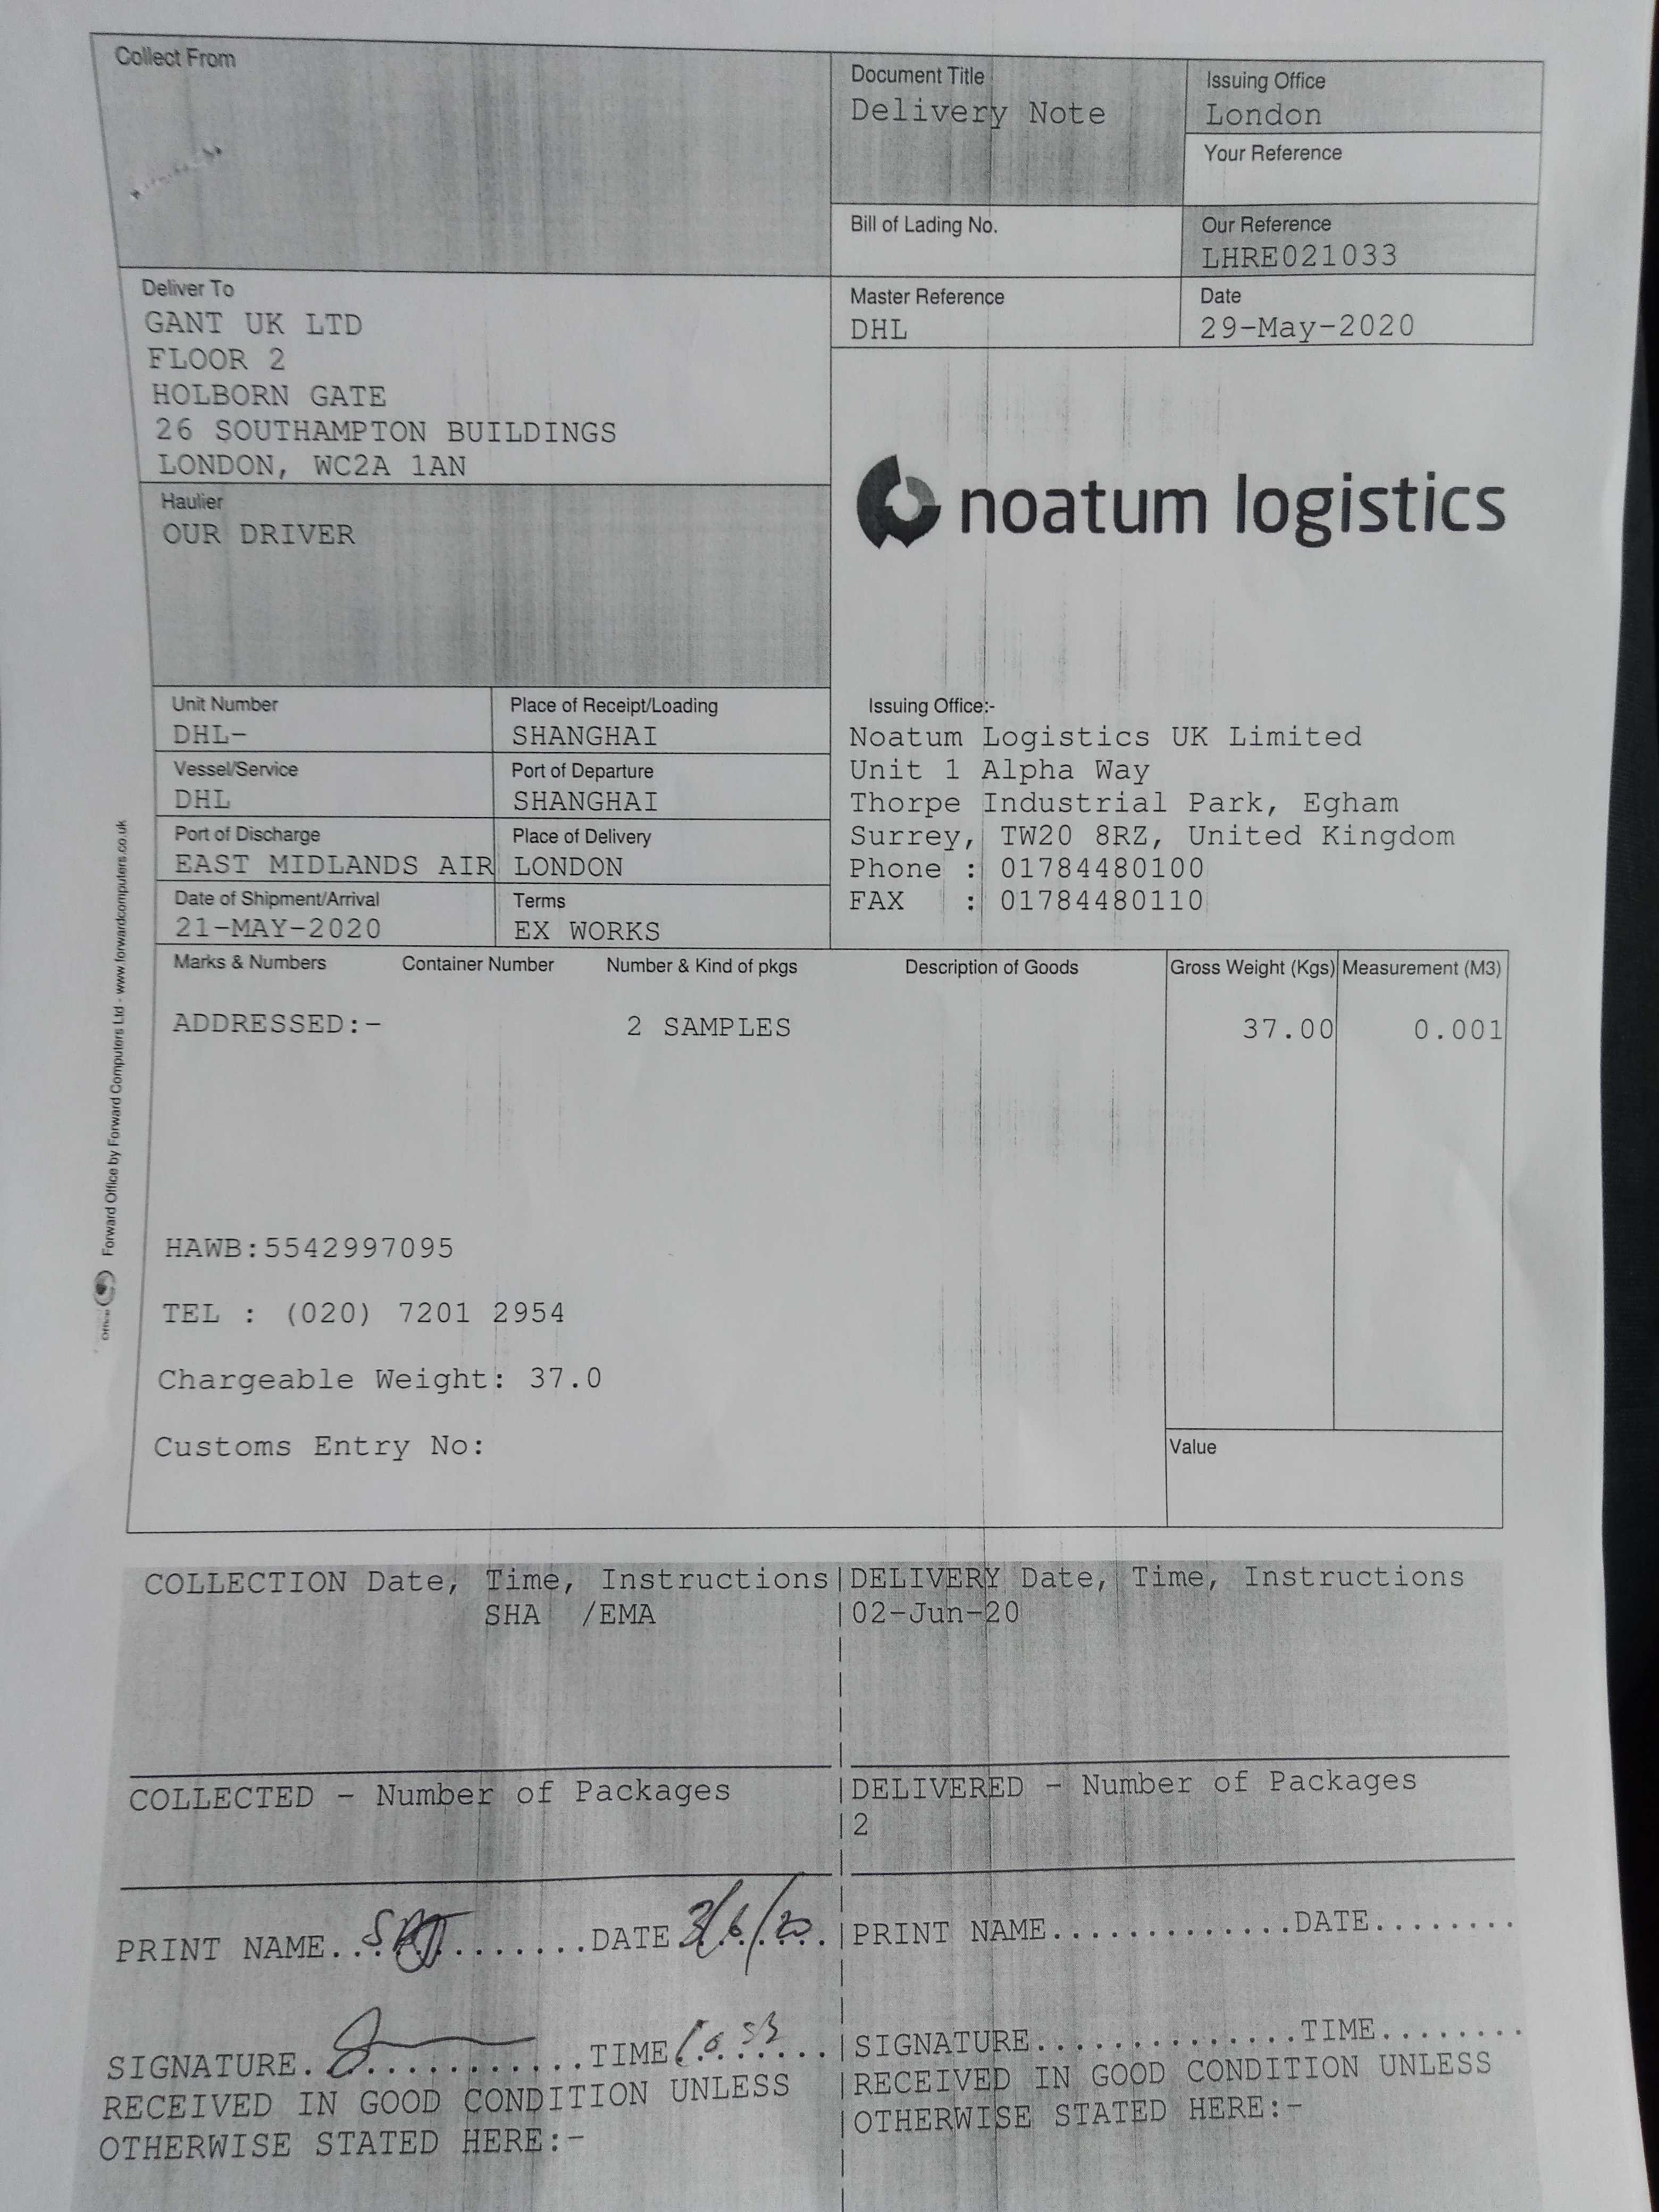 Collect From
Document Title
Delivery Note
Issuing Office
London
Your Reference
Bill of Lading No.
Our Reference
LHRE021033
Deliver To
GANT UK LTD
FLOOR 2
HOLBORN GATE
26 SOUTHAMPTON BUILDINGS
LONDON, WC2A 1AN
Master Reference
DHL
Date
29-May-2020
noatum logistics
Haulier
OUR DRIVER
Unit Number
DHL-
Place of Receipt/Loading
SHANGHAI
Vessel/Service
DHL
Port of Departure
SHANGHAI
Port of Discharge
EAST MIDLANDS AIR
Place of Delivery
LONDON
Date of Shipment/Arrival
21-MAY-2020
Terms
EX WORKS
Issuing Office:-
Noatum Logistics UK Limited
Unit 1 Alpha Way
Thorpe Industrial Park, Egham
Surrey, TW20 8RZ, United Kingdom
Phone : 01784480100
FAX : 01784480110
Marks & Numbers Container Number Number & Kind of pkgs Description of Goods Gross Weight (Kgs) Measurement (M3)
ADDRESSED:- 2 SAMPLES 37.00 0.001
HAWB:5542997095
TEL : (020) 7201 2954
Chargeable Weight: 37.0
Customs Entry No:
Value
Forward Office by Forward Computers Ltd - www.forwardcomputers.co.uk
COLLECTION Date, Time, Instructions
SHA /EMA
DELIVERY Date, Time, Instructions
02-Jun-20
COLLECTED - Number of Packages
DELIVERED - Number of Packages
2
PRINT NAME..................DATE 3/6/20
PRINT NAME.............DATE........
SIGNATURE...............TIME 10 53
SIGNATURE..............TIME........
RECEIVED IN GOOD CONDITION UNLESS
OTHERWISE STATED HERE:-
RECEIVED IN GOOD CONDITION UNLESS
OTHERWISE STATED HERE:-